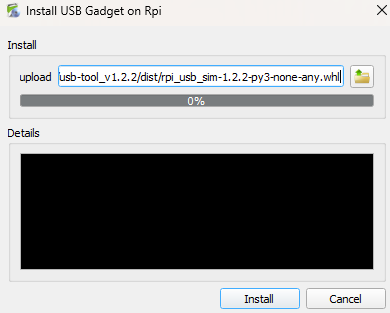 Install USB Gadget on Rpi
Install
upload usb-tool_v1.2.2/dist/rpi_usb_sim-1.2.2-py3-none-any.whl
0%
Details
Install Cancel